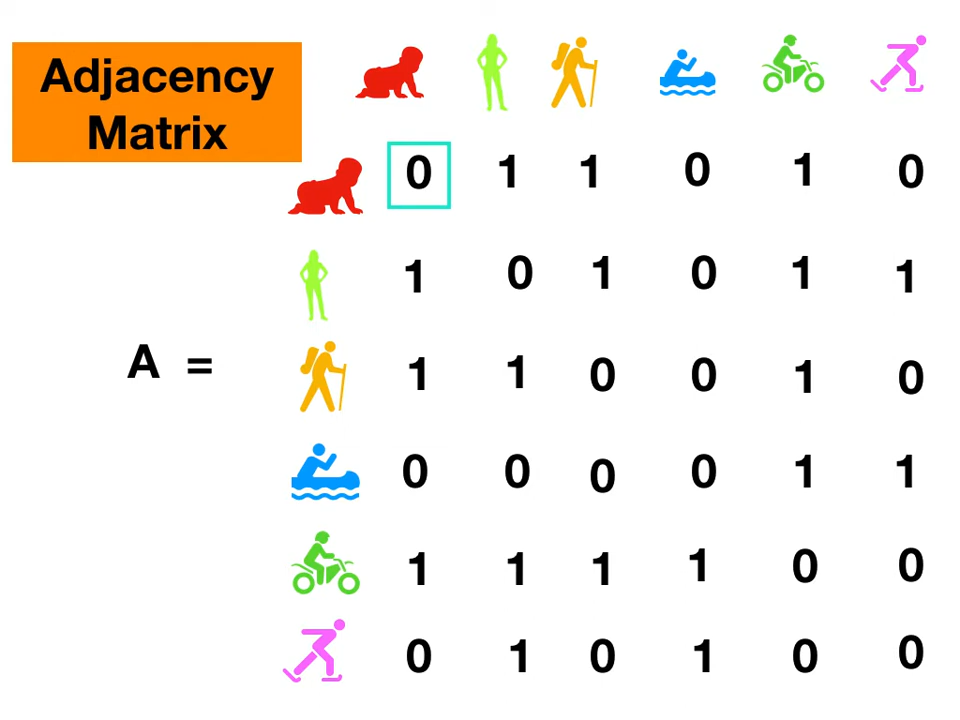 Adjacency
Matrix
0 1 1 0 1 0
1 0 1 0 1 1
A =
1 1 0 0 1 0
0 0 0 0 1 1
1 1 1 1 0 0
0 1 0 1 0 0